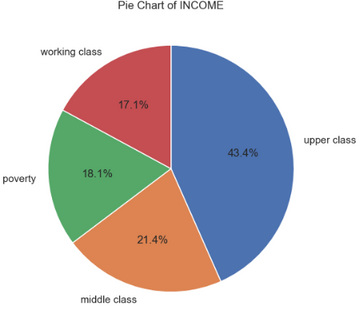 Pie Chart of INCOME
working class
17.1%
upper class
43.4%
poverty
18.1%
21.4%
middle class